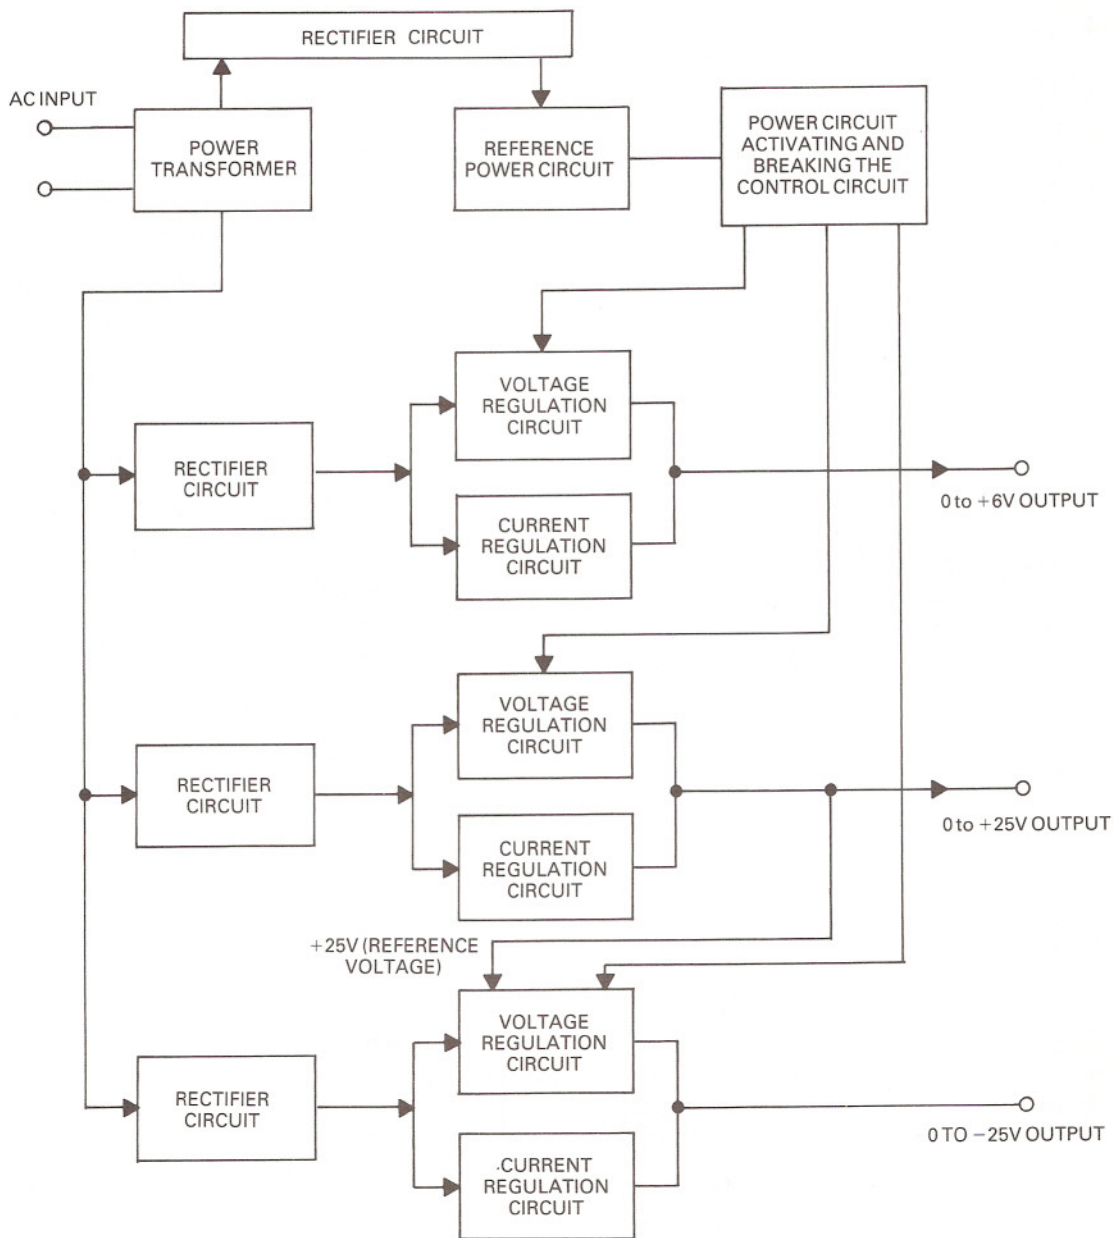 RECTIFIER CIRCUIT
AC INPUT
POWER
TRANSFORMER
REFERENCE
POWER CIRCUIT
POWER CIRCUIT
ACTIVATING AND
BREAKING THE
CONTROL CIRCUIT
VOLTAGE
REGULATION
CIRCUIT
RECTIFIER
CIRCUIT
CURRENT
REGULATION
CIRCUIT
0 to +6V OUTPUT
VOLTAGE
REGULATION
CIRCUIT
RECTIFIER
CIRCUIT
CURRENT
REGULATION
CIRCUIT
0 to +25V OUTPUT
+25V (REFERENCE
VOLTAGE)
VOLTAGE
REGULATION
CIRCUIT
RECTIFIER
CIRCUIT
CURRENT
REGULATION
CIRCUIT
0 TO −25V OUTPUT